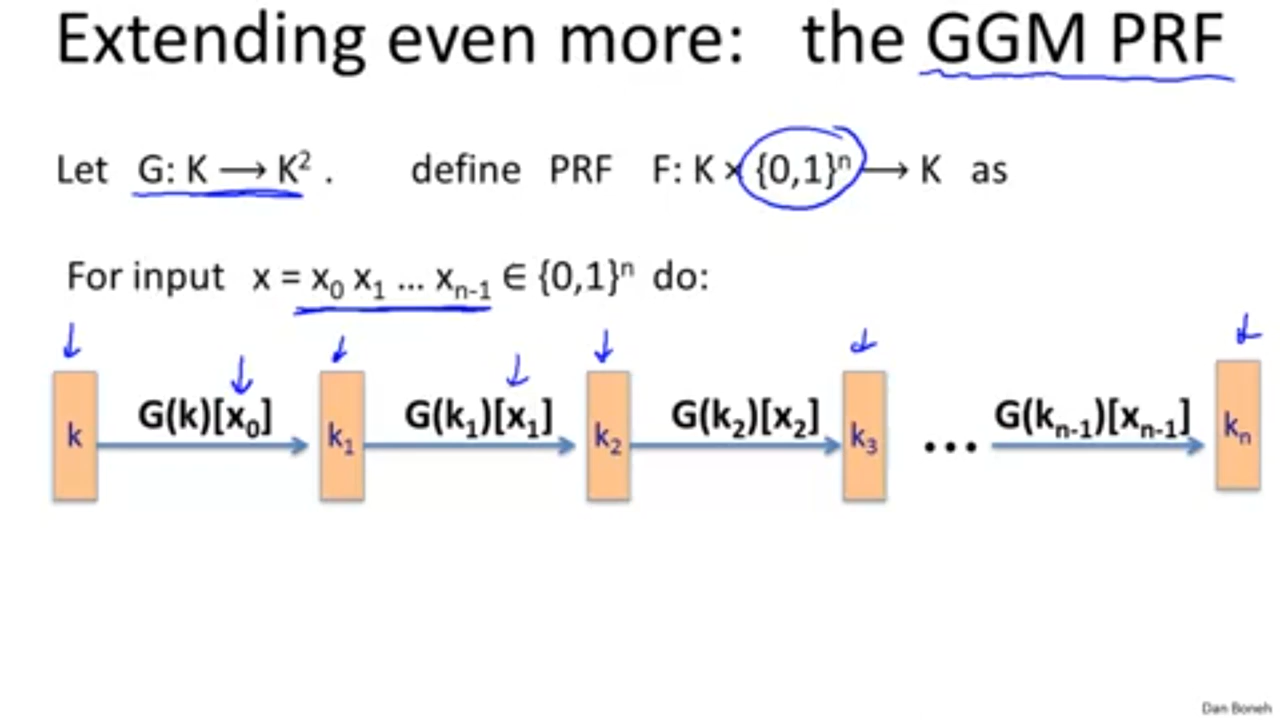 Extending even more: the GGM PRF
Let G: K ⟶ K² . define PRF F: K × {0,1}ⁿ ⟶ K as
For input x = x₀ x₁ … xₙ₋₁ ∈ {0,1}ⁿ do:
G(k)[x₀] G(k₁)[x₁] G(k₂)[x₂] G(kₙ₋₁)[xₙ₋₁]
k k₁ k₂ k₃ ••• kₙ
Dan Boneh